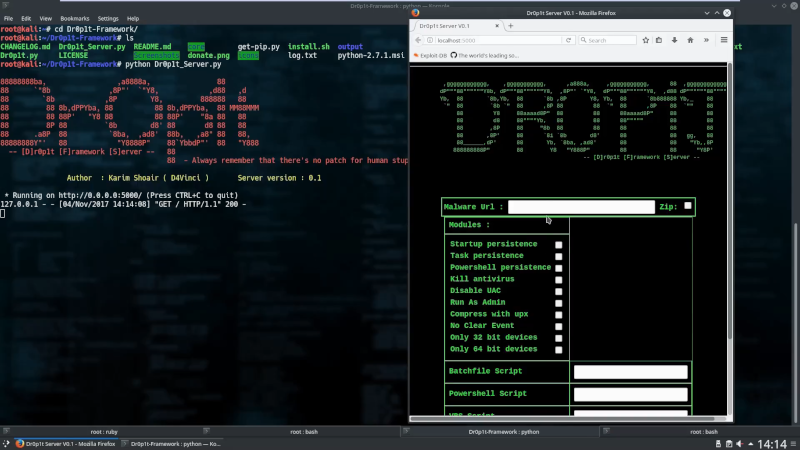 Dr0p1t-Framework : python — Konsole
File Edit View Bookmarks Settings Help
root@kali:~# cd Dr0p1t-Framework/
root@kali:~/Dr0p1t-Framework# ls
CHANGELOG.md Dr0p1t_Server.py README.md core get-pip.py install.sh output
Dr0p1t.py LICENSE Screenshots donate.png icons log.txt python-2.7.1.msi
root@kali:~/Dr0p1t-Framework# python Dr0p1t_Server.py
-- [D]r0p1t [F]ramework [S]erver --
- Always remember that there's no patch for human stup
Author : Karim Shoair ( D4Vinci ) Server version : 0.1
* Running on http://0.0.0.0:5000/ (Press CTRL+C to quit)
127.0.0.1 - - [04/Nov/2017 14:14:08] "GET / HTTP/1.1" 200 -
Dr0p1t Server V0.1 - Mozilla Firefox
Dr0p1t Server V0.1
localhost:5000
Search
Exploit-DB
The world's leading so...
-- [D]r0p1t [F]ramework [S]erver --
Malware Url :
Zip:
Modules :
Startup persistence
Task persistence
Powershell persistence
Kill antivirus
Disable UAC
Run As Admin
Compress with upx
No Clear Event
Only 32 bit devices
Only 64 bit devices
Batchfile Script
Powershell Script
VBS Script
root : ruby
root : bash
Dr0p1t-Framework : python
root : bash
Dr0p1t Server V0.1 - Mozilla Firefox
Dr0p1t-Framework : python — Ko...
14:14